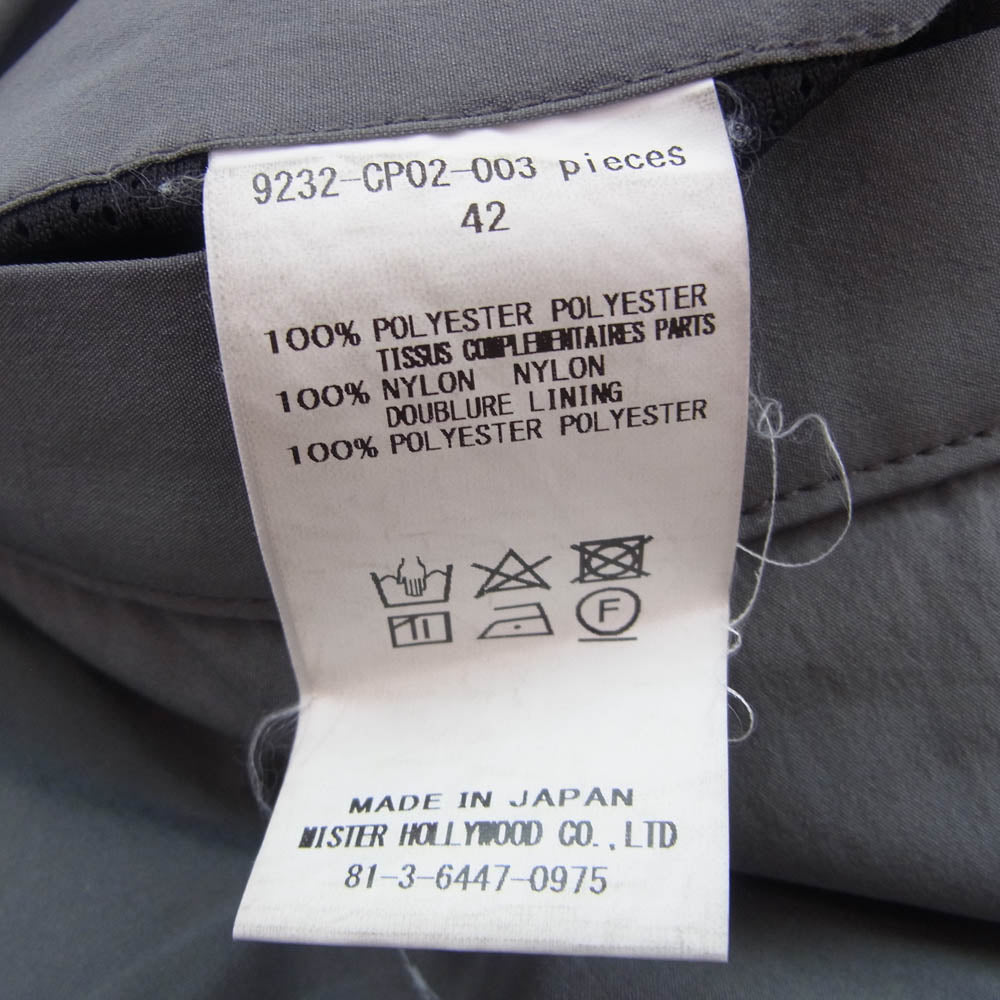 9232-CP02-003 pieces
42
100% POLYESTER POLYESTER
TISSUS COMPLEMENTAIRES PARTS
100% NYLON NYLON
DOUBLURE LINING
100% POLYESTER POLYESTER
F
MADE IN JAPAN
MISTER HOLLYWOOD CO.,LTD
81-3-6447-0975